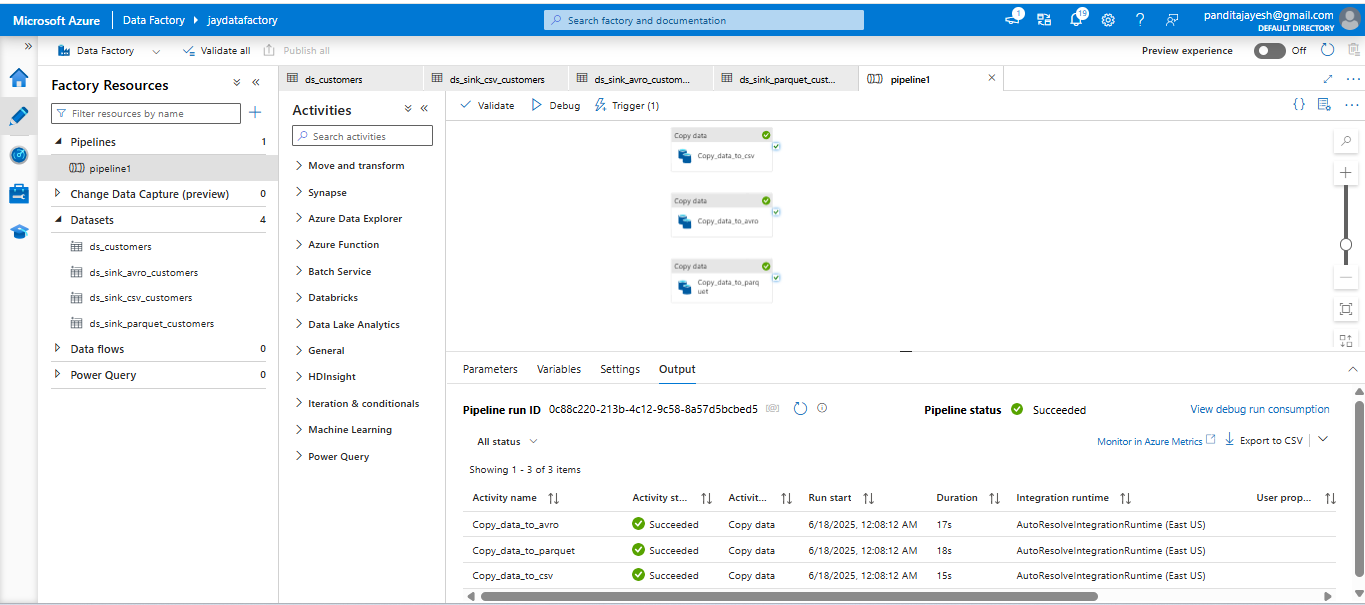 Microsoft Azure
Data Factory
jaydatafactory
Search factory and documentation
1
19
panditajayesh@gmail.com
DEFAULT DIRECTORY
Data Factory
Validate all
Publish all
Preview experience
Off
Factory Resources
Filter resources by name
Pipelines 1
pipeline1
Change Data Capture (preview) 0
Datasets 4
ds_customers
ds_sink_avro_customers
ds_sink_csv_customers
ds_sink_parquet_customers
Data flows 0
Power Query 0
ds_customers
ds_sink_csv_customers
ds_sink_avro_custom...
ds_sink_parquet_cust...
pipeline1
Activities
Search activities
Move and transform
Synapse
Azure Data Explorer
Azure Function
Batch Service
Databricks
Data Lake Analytics
General
HDInsight
Iteration & conditionals
Machine Learning
Power Query
Validate
Debug
Trigger (1)
Copy data
Copy_data_to_csv
Copy data
Copy_data_to_avro
Copy data
Copy_data_to_parq
uet
Parameters Variables Settings Output
Pipeline run ID 0c88c220-213b-4c12-9c58-8a57d5bcbed5
Pipeline status Succeeded
View debug run consumption
All status
Monitor in Azure Metrics
Export to CSV
Showing 1 - 3 of 3 items
Activity name Activity st... Activit... Run start Duration Integration runtime User prop...
Copy_data_to_avro Succeeded Copy data 6/18/2025, 12:08:12 AM 17s AutoResolveIntegrationRuntime (East US)
Copy_data_to_parquet Succeeded Copy data 6/18/2025, 12:08:12 AM 18s AutoResolveIntegrationRuntime (East US)
Copy_data_to_csv Succeeded Copy data 6/18/2025, 12:08:12 AM 15s AutoResolveIntegrationRuntime (East US)